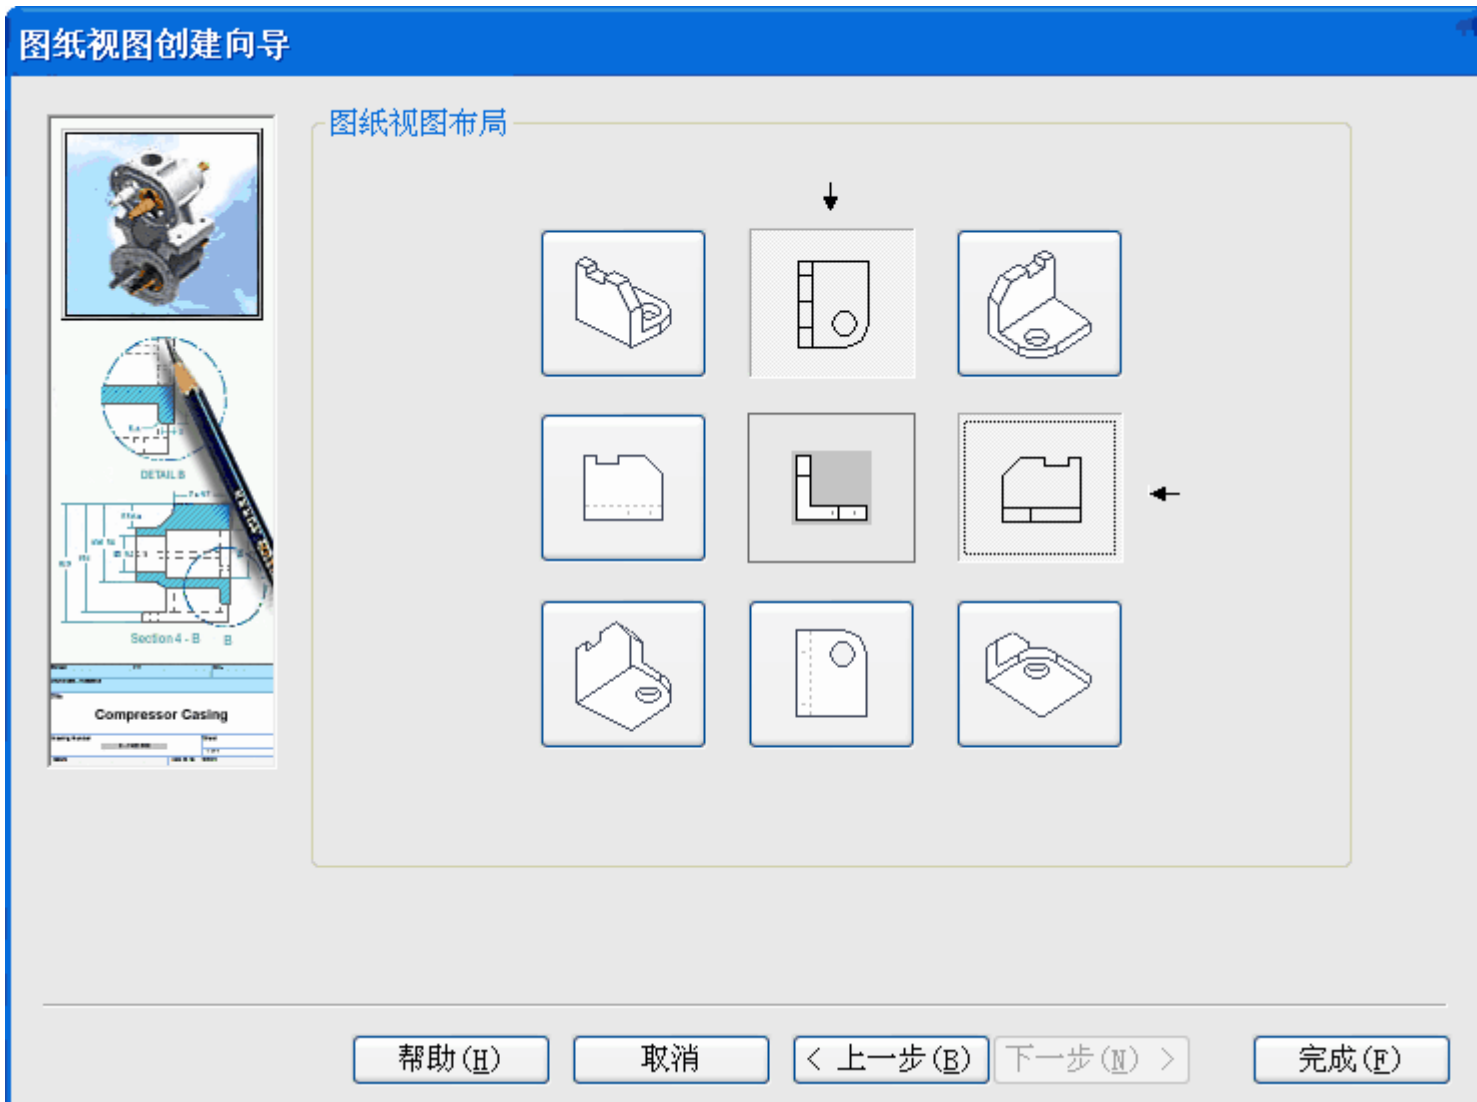 图纸视图创建向导
图纸视图布局
DETAIL B
Section 4 - B B
Compressor Casing
帮助(H)
取消
< 上一步(B)
下一步(N) >
完成(F)